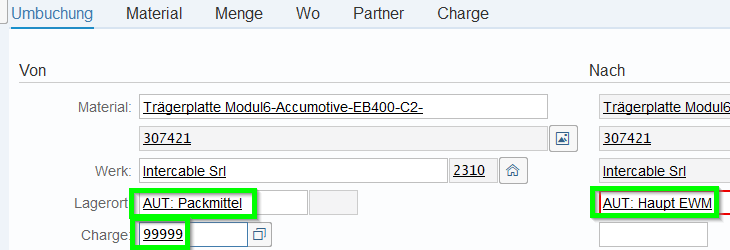 Umbuchung Material Menge Wo Partner Charge
Von Nach
Material: Trägerplatte Modul6-Accumotive-EB400-C2- Trägerplatte Modul6
307421 307421
Werk: Intercable Srl 2310 Intercable Srl
Lagerort: AUT: Packmittel AUT: Haupt EWM
Charge: 99999